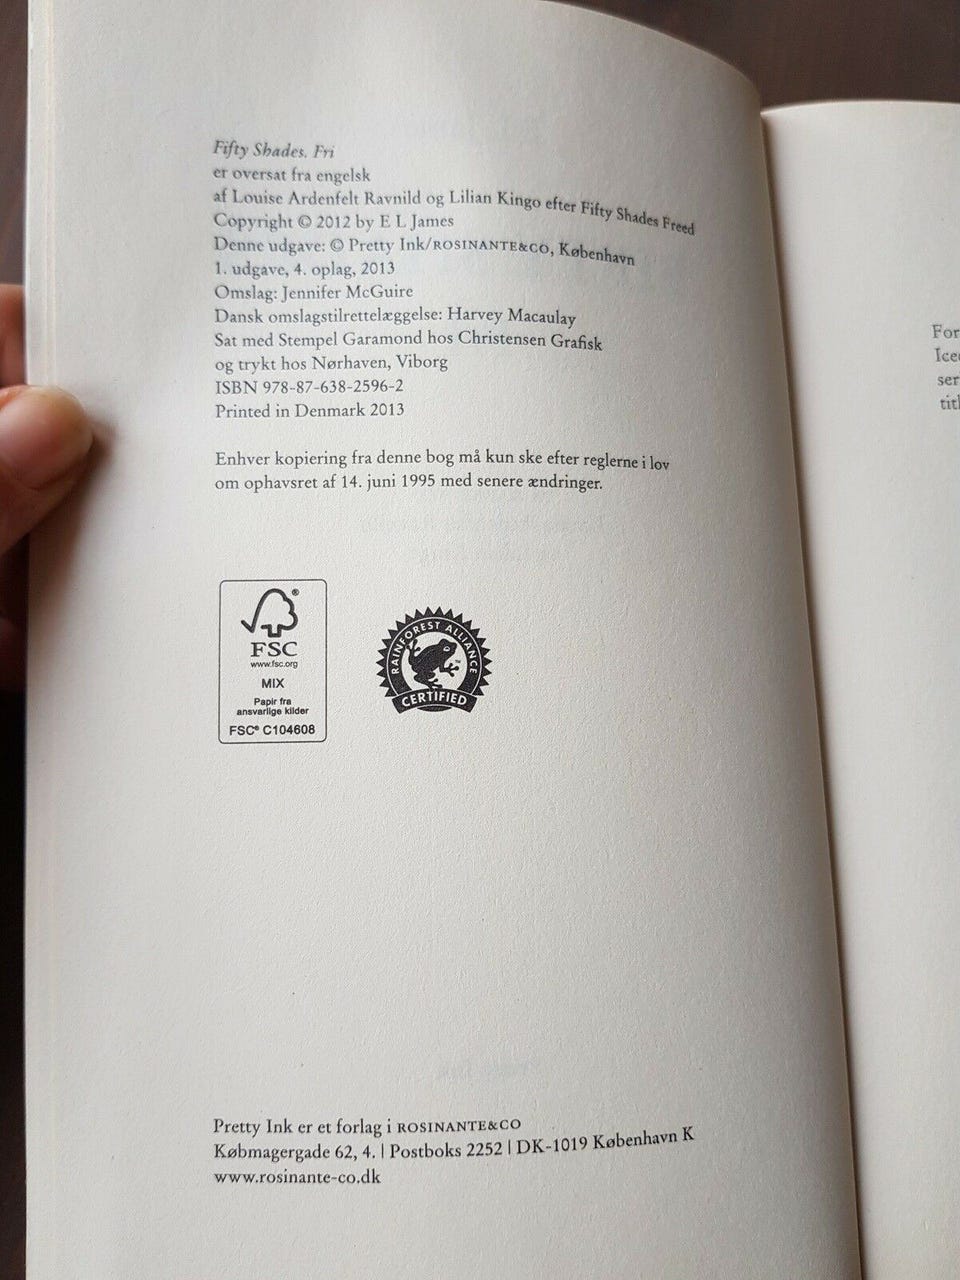 Fifty Shades. Fri
er oversat fra engelsk
af Louise Ardenfelt Ravnild og Lilian Kingo efter Fifty Shades Freed
Copyright © 2012 by E L James
Denne udgave: © Pretty Ink/ROSINANTE&CO, København
1. udgave, 4. oplag, 2013
Omslag: Jennifer McGuire
Dansk omslagstilrettelæggelse: Harvey Macaulay
Sat med Stempel Garamond hos Christensen Grafisk
og trykt hos Nørhaven, Viborg
ISBN 978-87-638-2596-2
Printed in Denmark 2013
Enhver kopiering fra denne bog må kun ske efter reglerne i lov
om ophavsret af 14. juni 1995 med senere ændringer.
®
FSC
www.fsc.org
MIX
Papir fra
ansvarlige kilder
FSC® C104608
RAINFOREST ALLIANCE
TM
CERTIFIED
Pretty Ink er et forlag i ROSINANTE&CO
Købmagergade 62, 4. | Postboks 2252 | DK-1019 København K
www.rosinante-co.dk
For